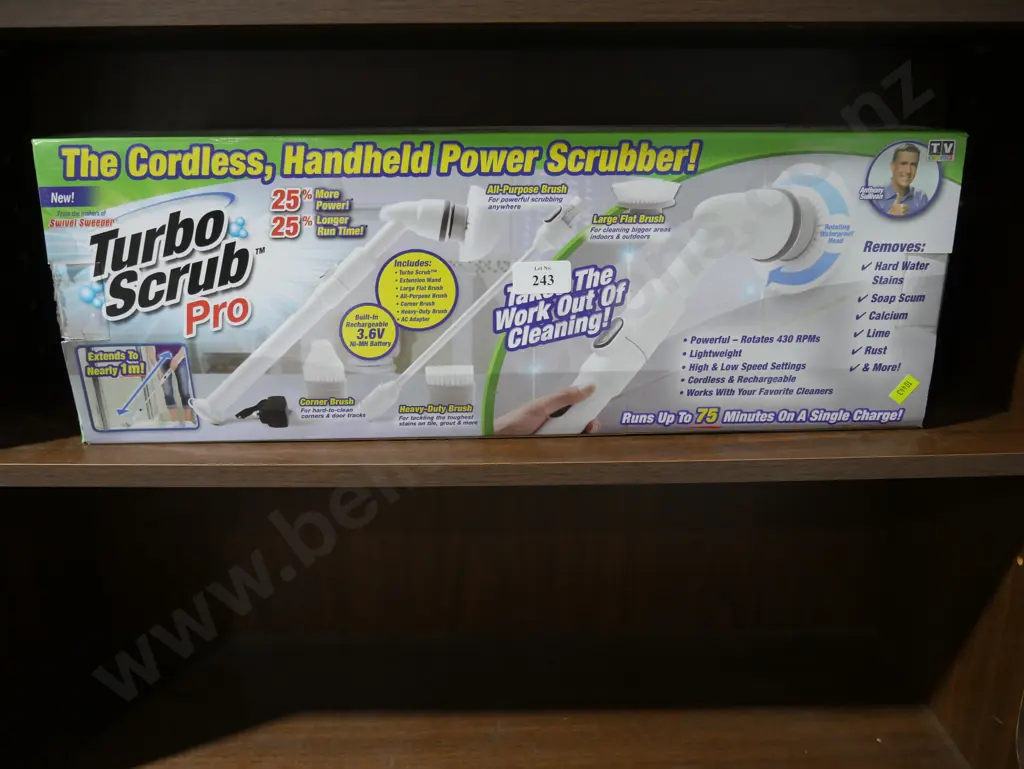 The Cordless, Handheld Power Scrubber!
TV
New!
From the makers of
Swivel Sweeper
Turbo
Scrub™
Pro
25% More Power!
25% Longer Run Time!
All-Purpose Brush
For powerful scrubbing
anywhere
Large Flat Brush
For cleaning bigger areas
indoors & outdoors
Anthony
Sullivan
Rotating
Waterproof
Head
Includes:
• Turbo Scrub™
• Extension Wand
• Large Flat Brush
• All-Purpose Brush
• Corner Brush
• Heavy-Duty Brush
• AC Adapter
Built-In
Rechargeable
3.6V
Ni-MH Battery
Lot No.
243
The
Work Out Of
Cleaning!
Removes:
✓ Hard Water
Stains
✓ Soap Scum
✓ Calcium
✓ Lime
✓ Rust
✓ & More!
• Powerful – Rotates 430 RPMs
• Lightweight
• High & Low Speed Settings
• Cordless & Rechargeable
• Works With Your Favorite Cleaners
Extends To
Nearly 1m!
Corner Brush
For hard-to-clean
corners & door tracks
Heavy-Duty Brush
For tackling the toughest
stains on tile, grout & more
Runs Up To 75 Minutes On A Single Charge!